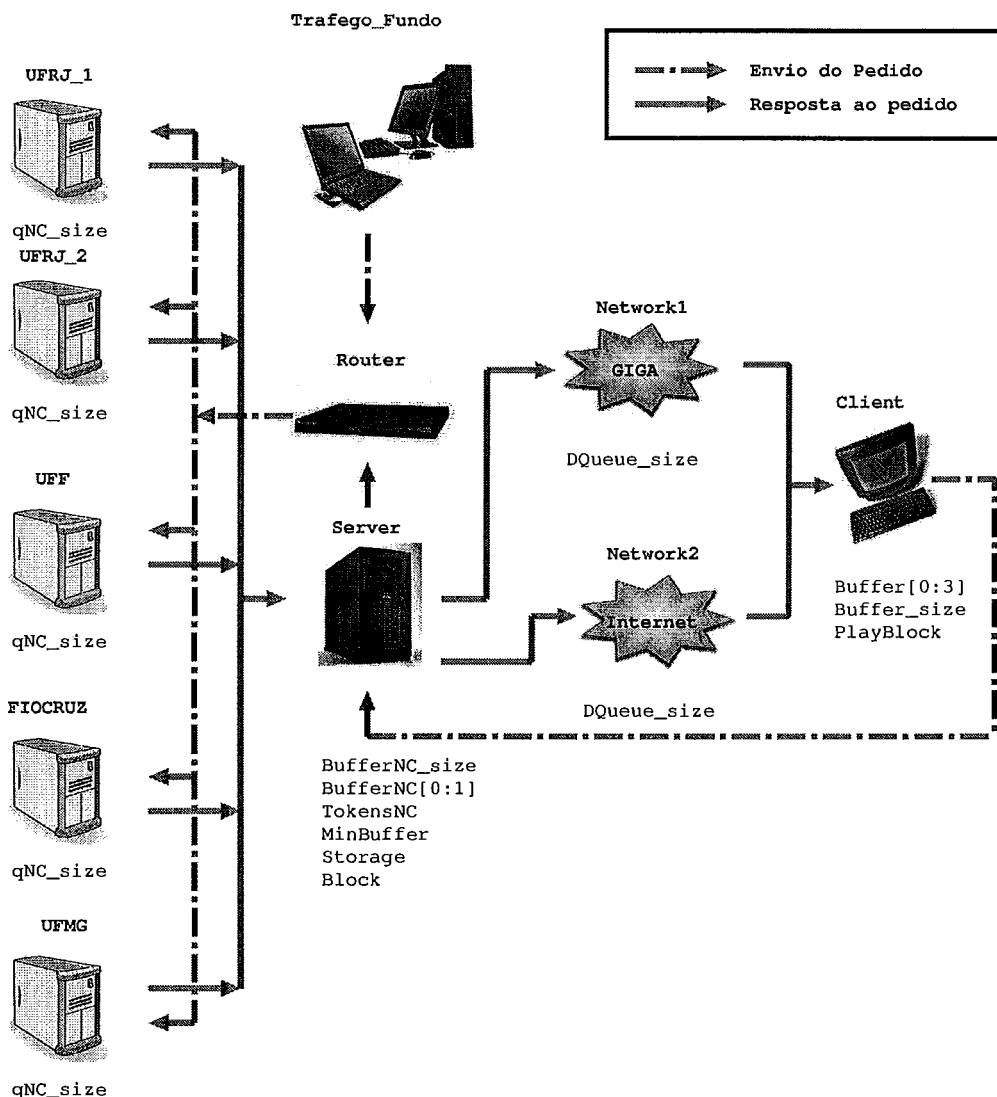 Trafego_Fundo
Envio do Pedido
Resposta ao pedido
UFRJ_1
qNC_size
UFRJ_2
qNC_size
UFF
qNC_size
FIOCRUZ
qNC_size
UFMG
qNC_size
Router
Server
BufferNC_size
BufferNC[0:1]
TokensNC
MinBuffer
Storage
Block
Network1
GIGA
DQueue_size
Network2
Internet
DQueue_size
Client
Buffer[0:3]
Buffer_size
PlayBlock